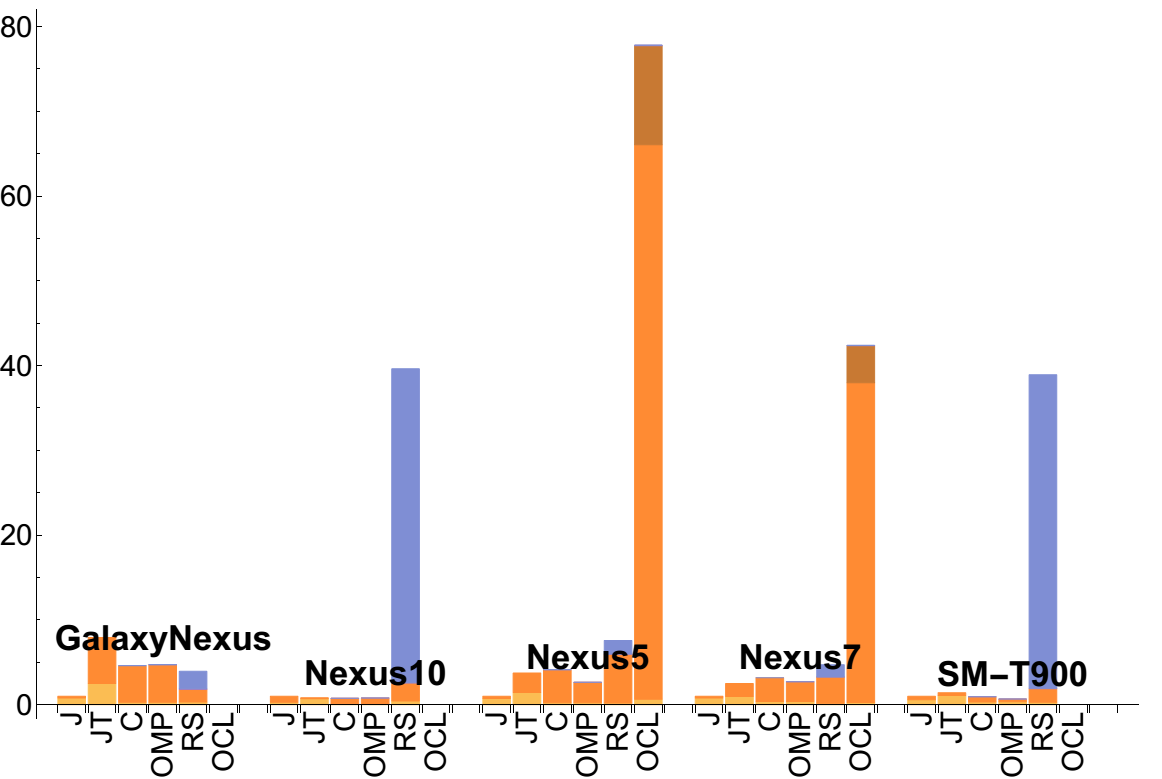 80
60
40
20
0
GalaxyNexus
Nexus10
Nexus5
Nexus7
SM–T900
J
JT
C
OMP
RS
OCL
J
JT
C
OMP
RS
OCL
J
JT
C
OMP
RS
OCL
J
JT
C
OMP
RS
OCL
J
JT
C
OMP
RS
OCL